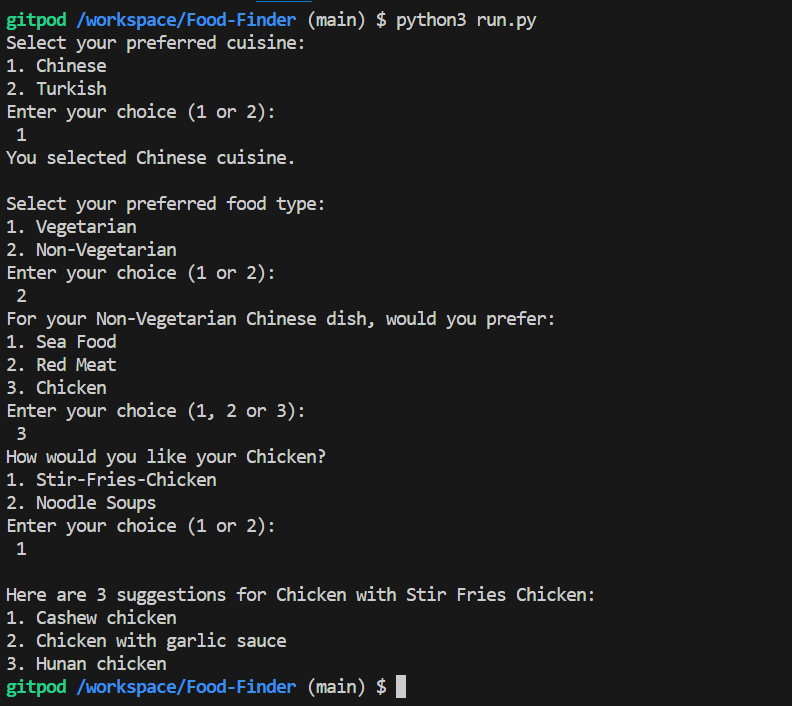 gitpod /workspace/Food-Finder (main) $ python3 run.py
Select your preferred cuisine:
1. Chinese
2. Turkish
Enter your choice (1 or 2):
1
You selected Chinese cuisine.
Select your preferred food type:
1. Vegetarian
2. Non-Vegetarian
Enter your choice (1 or 2):
2
For your Non-Vegetarian Chinese dish, would you prefer:
1. Sea Food
2. Red Meat
3. Chicken
Enter your choice (1, 2 or 3):
3
How would you like your Chicken?
1. Stir-Fries-Chicken
2. Noodle Soups
Enter your choice (1 or 2):
1
Here are 3 suggestions for Chicken with Stir Fries Chicken:
1. Cashew chicken
2. Chicken with garlic sauce
3. Hunan chicken
gitpod /workspace/Food-Finder (main) $